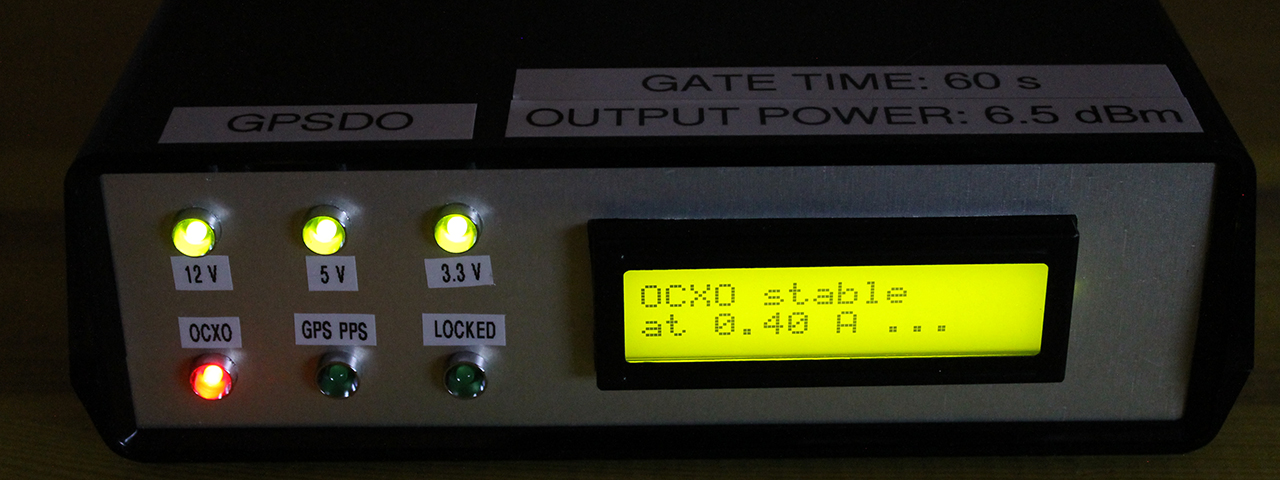 GATE TIME: 60 s
GPSDO
OUTPUT POWER: 6.5 dBm
12 V
5 V
3.3 V
OCXO
GPS PPS
LOCKED
OCXO stable
at 0.40 A ...